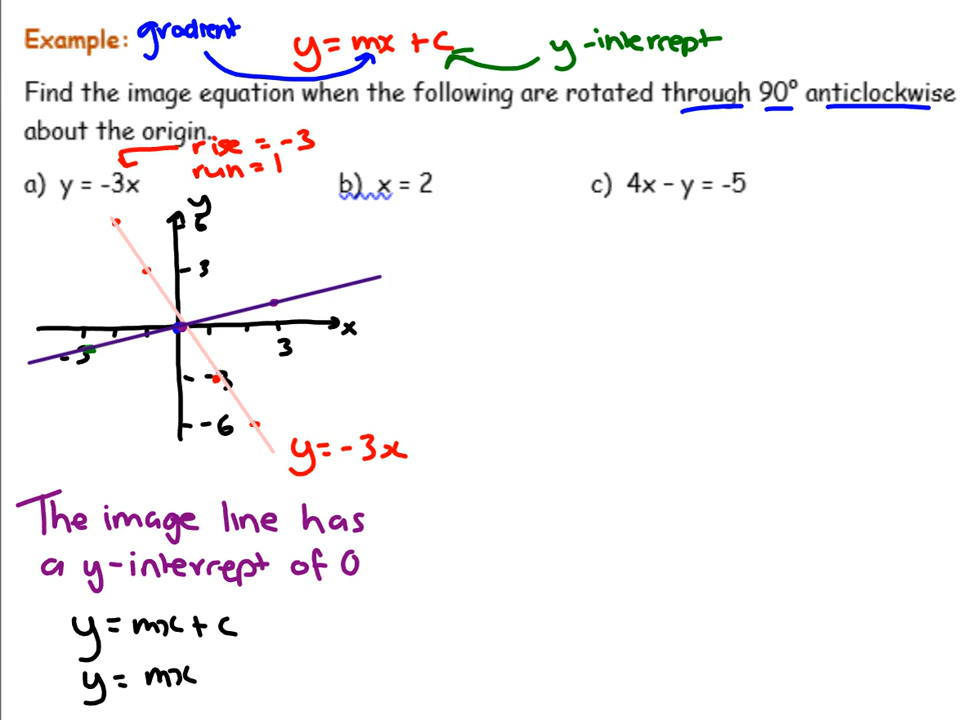 Example: gradient y = mx + c y-intercept
Find the image equation when the following are rotated through 90° anticlockwise
about the origin.
rise = -3
run = 1
a) y = -3x b) x = 2 c) 4x - y = -5
y
6
3
x
-3 3
-3
-6
y = -3x
The image line has
a y-intercept of 0
y = mx + c
y = mx